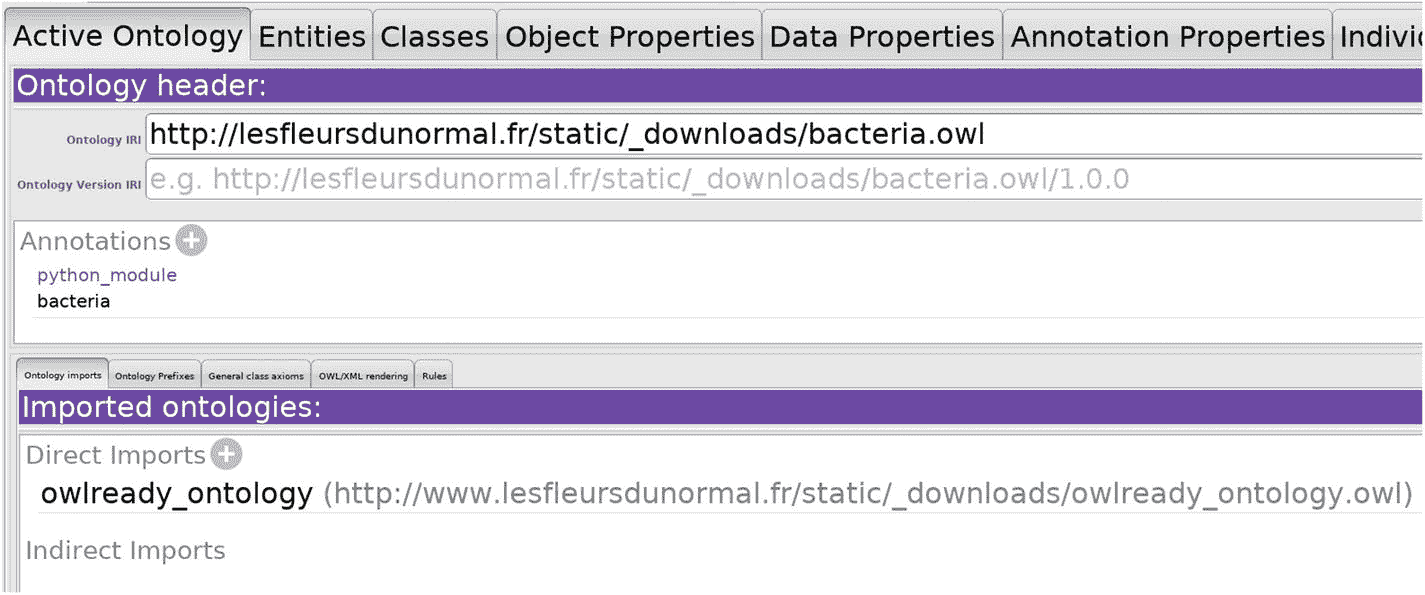 Active Ontology Entities Classes Object Properties Data Properties Annotation Properties Indivi
Ontology header:
Ontology IRI http://lesfleursdunormal.fr/static/_downloads/bacteria.owl
Ontology Version IRI e.g. http://lesfleursdunormal.fr/static/_downloads/bacteria.owl/1.0.0
Annotations
python_module
bacteria
Ontology imports Ontology Prefixes General class axioms OWL/XML rendering Rules
Imported ontologies:
Direct Imports
owlready_ontology (http://www.lesfleursdunormal.fr/static/_downloads/owlready_ontology.owl)
Indirect Imports